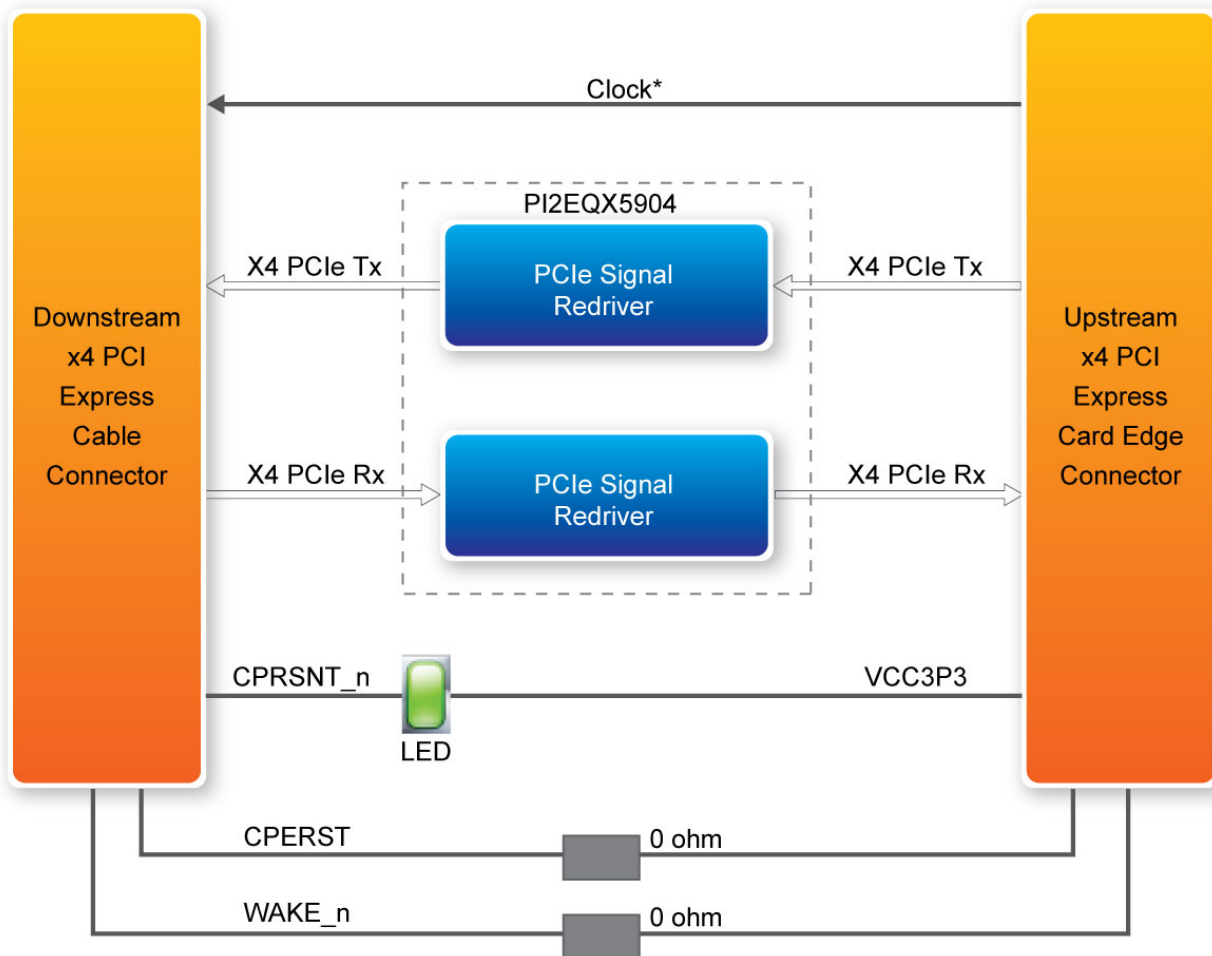 Clock*
PI2EQX5904
X4 PCIe Tx
PCIe Signal
Redriver
X4 PCIe Tx
Downstream
x4 PCI
Express
Cable
Connector
Upstream
x4 PCI
Express
Card Edge
Connector
X4 PCIe Rx
PCIe Signal
Redriver
X4 PCIe Rx
CPRSNT_n
VCC3P3
LED
CPERST
0 ohm
WAKE_n
0 ohm